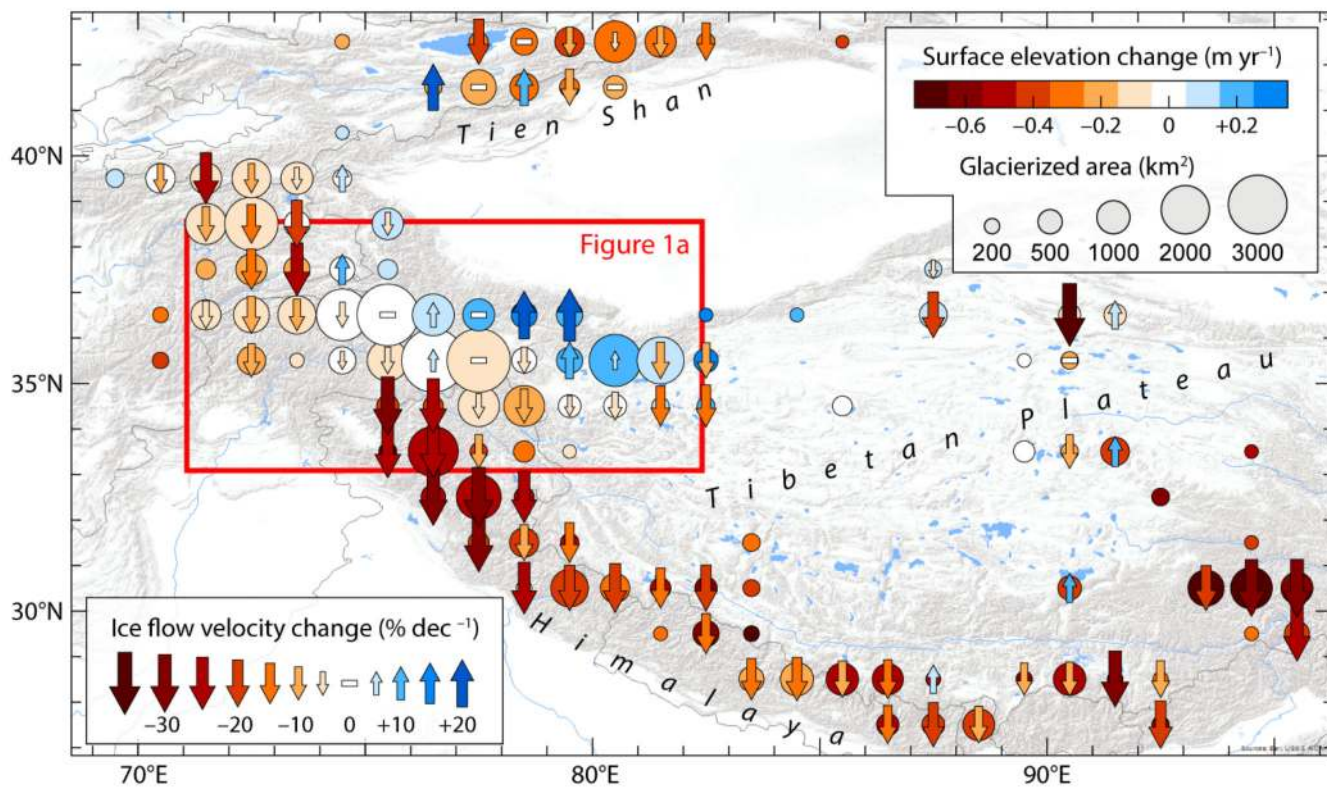 Surface elevation change (m yr⁻¹)
−0.6 −0.4 −0.2 0 +0.2
Glacierized area (km²)
200 500 1000 2000 3000
Tien Shan
40°N
Figure 1a
35°N
Tibetan Plateau
30°N
Himalaya
Ice flow velocity change (% dec ⁻¹)
−30 −20 −10 0 +10 +20
70°E 80°E 90°E